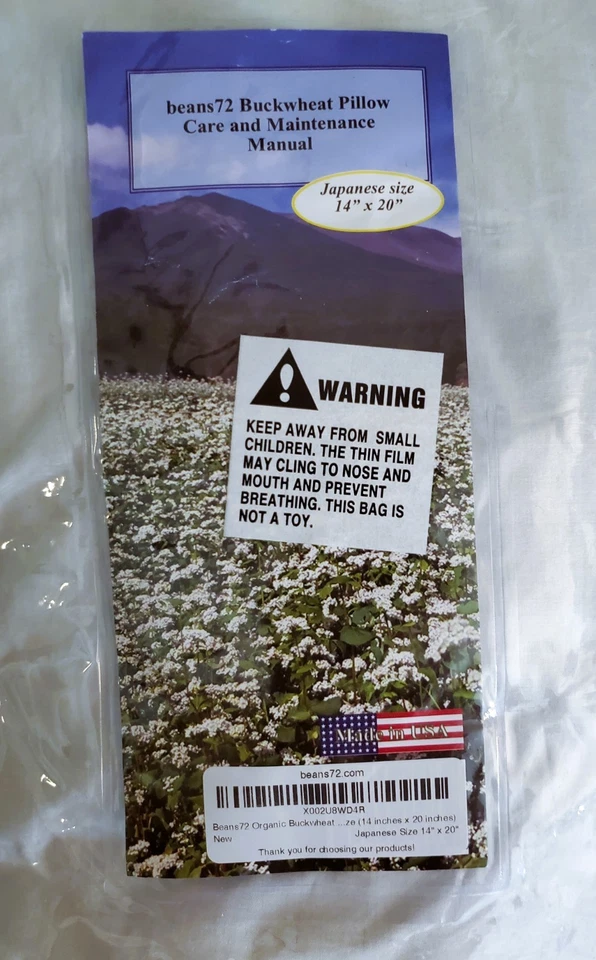 beans72 Buckwheat Pillow
Care and Maintenance
Manual
Japanese size
14” x 20”
WARNING
KEEP AWAY FROM SMALL
CHILDREN. THE THIN FILM
MAY CLING TO NOSE AND
MOUTH AND PREVENT
BREATHING. THIS BAG IS
NOT A TOY.
Made in USA
beans72.com
X002U8WD4R
Beans72 Organic Buckwheat ...ze (14 inches x 20 inches)
New Japanese Size 14" x 20"
Thank you for choosing our products!